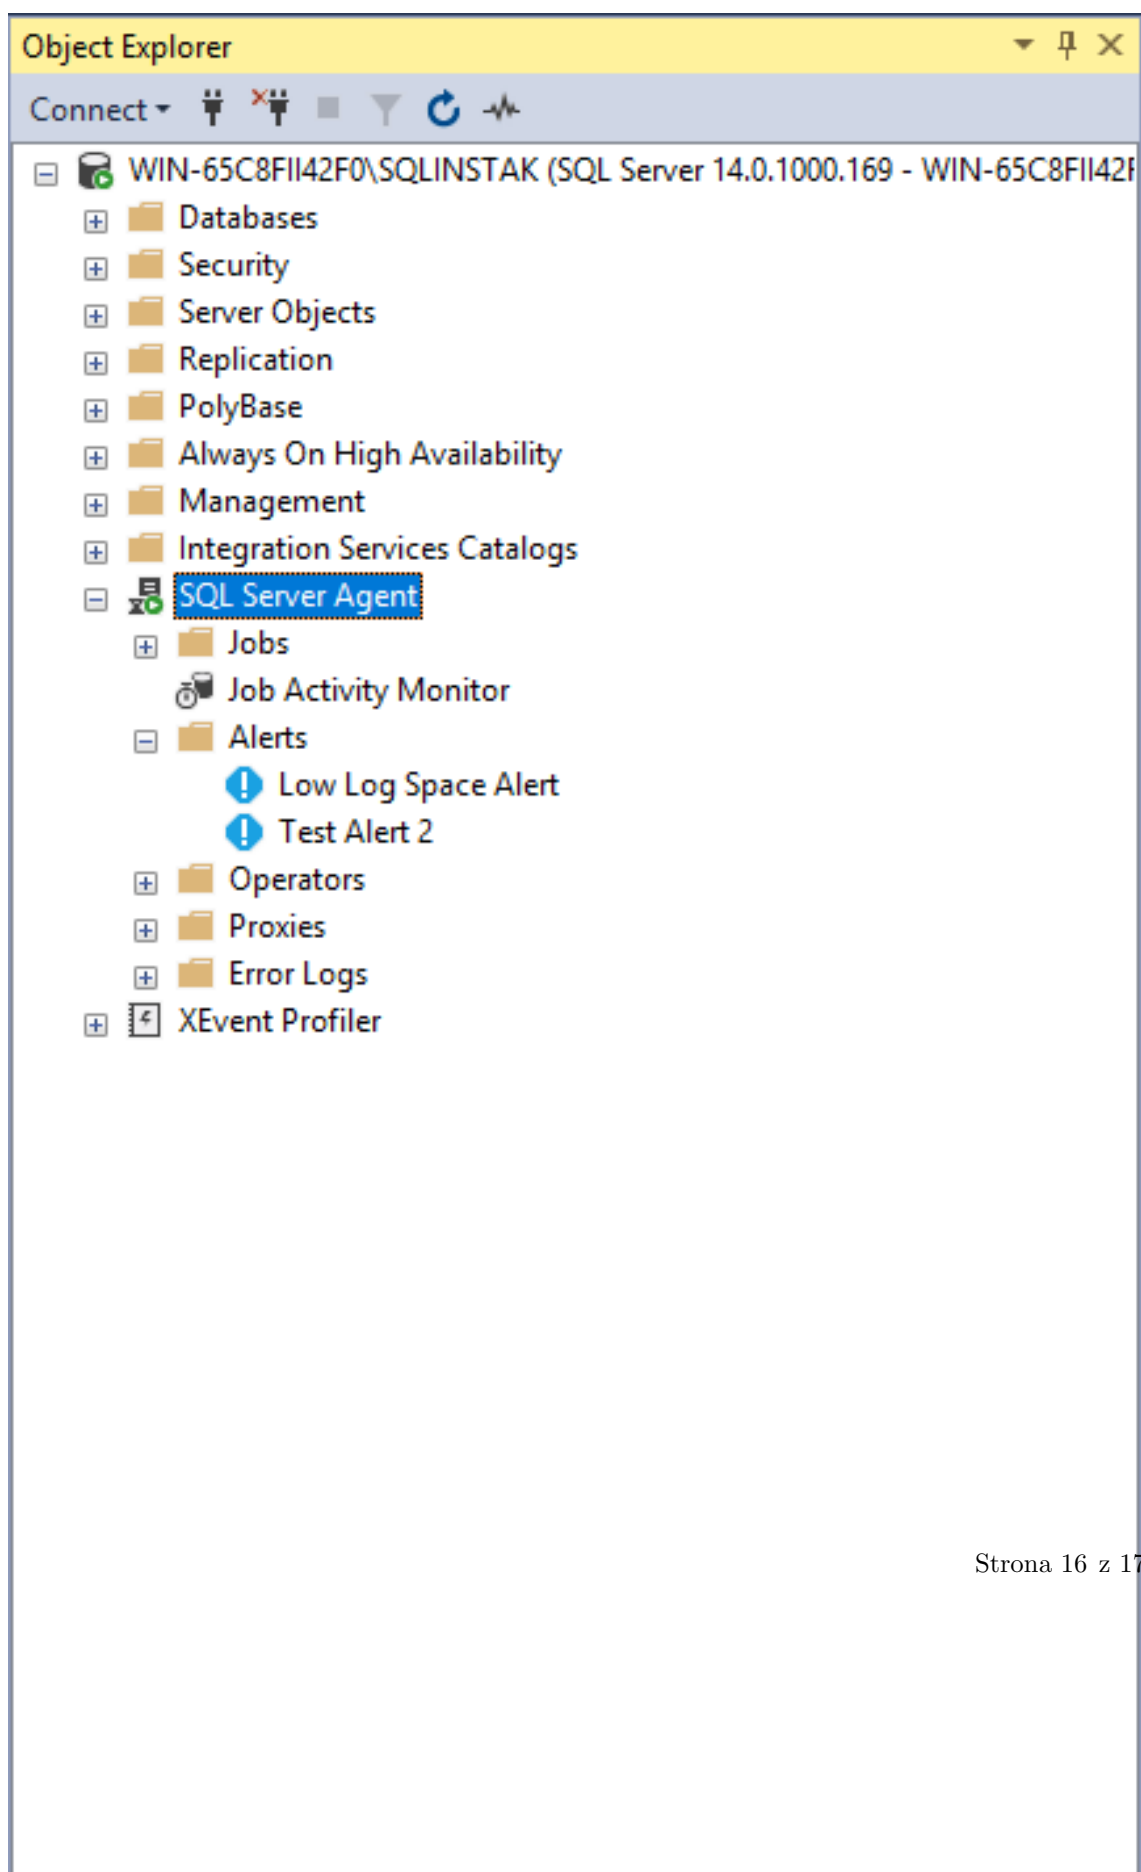 Object Explorer
Connect
WIN-65C8FII42F0\SQLINSTAK (SQL Server 14.0.1000.169 - WIN-65C8FII42F
Databases
Security
Server Objects
Replication
PolyBase
Always On High Availability
Management
Integration Services Catalogs
SQL Server Agent
Jobs
Job Activity Monitor
Alerts
Low Log Space Alert
Test Alert 2
Operators
Proxies
Error Logs
XEvent Profiler
Strona 16 z 17